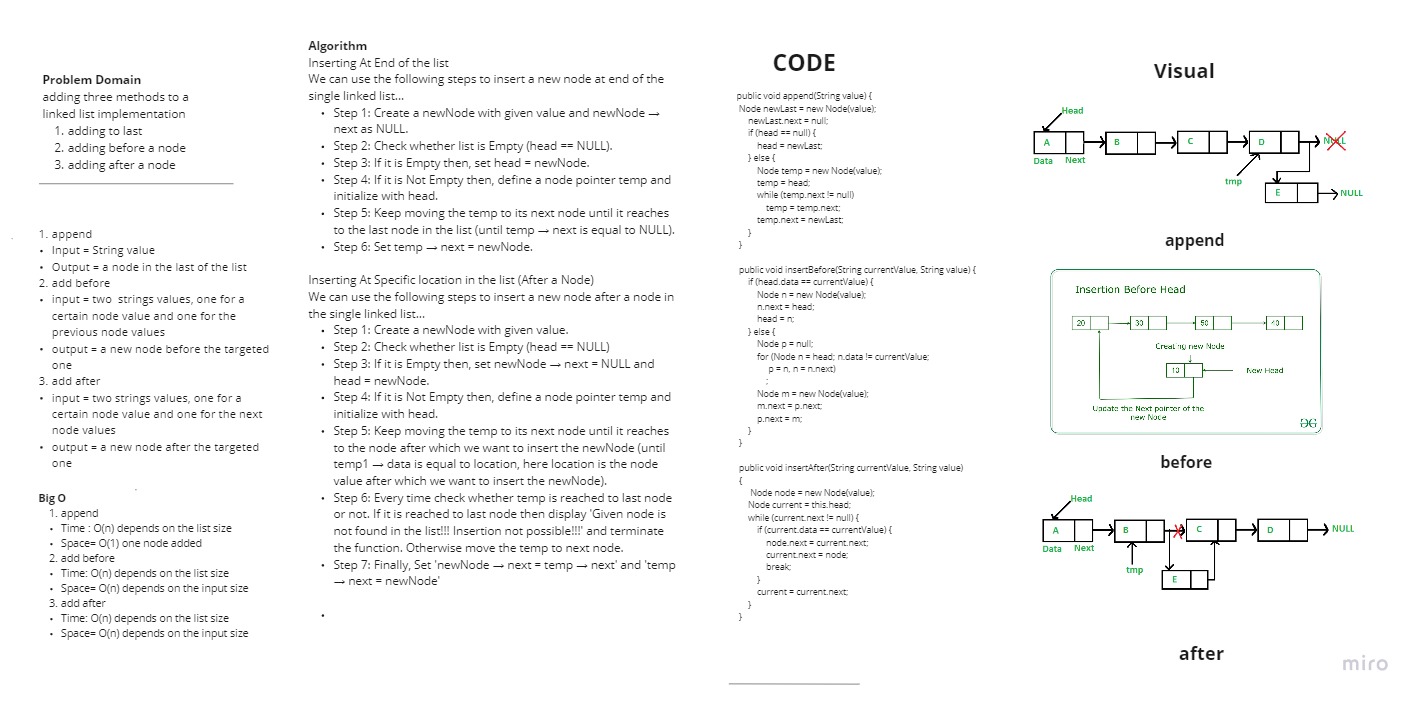 Problem Domain
adding three methods to a
linked list implementation
1. adding to last
2. adding before a node
3. adding after a node
1. append
• Input = String value
• Output = a node in the last of the list
2. add before
• input = two strings values, one for a
certain node value and one for the
previous node values
• output = a new node before the targeted
one
3. add after
• input = two strings values, one for a
certain node value and one for the next
node values
• output = a new node after the targeted
one
Big O
1. append
• Time : O(n) depends on the list size
• Space= O(1) one node added
2. add before
• Time: O(n) depends on the list size
• Space= O(n) depends on the input size
3. add after
• Time: O(n) depends on the list size
• Space= O(n) depends on the input size
Algorithm
Inserting At End of the list
We can use the following steps to insert a new node at end of the
single linked list...
• Step 1: Create a newNode with given value and newNode →
next as NULL.
• Step 2: Check whether list is Empty (head == NULL).
• Step 3: If it is Empty then, set head = newNode.
• Step 4: If it is Not Empty then, define a node pointer temp and
initialize with head.
• Step 5: Keep moving the temp to its next node until it reaches
to the last node in the list (until temp → next is equal to NULL).
• Step 6: Set temp → next = newNode.
Inserting At Specific location in the list (After a Node)
We can use the following steps to insert a new node after a node in
the single linked list...
• Step 1: Create a newNode with given value.
• Step 2: Check whether list is Empty (head == NULL)
• Step 3: If it is Empty then, set newNode → next = NULL and
head = newNode.
• Step 4: If it is Not Empty then, define a node pointer temp and
initialize with head.
• Step 5: Keep moving the temp to its next node until it reaches
to the node after which we want to insert the newNode (until
temp1 → data is equal to location, here location is the node
value after which we want to insert the newNode).
• Step 6: Every time check whether temp is reached to last node
or not. If it is reached to last node then display 'Given node is
not found in the list!!! Insertion not possible!!!' and terminate
the function. Otherwise move the temp to next node.
• Step 7: Finally, Set 'newNode → next = temp → next' and 'temp
→ next = newNode'
•
CODE
public void append(String value) {
Node newLast = new Node(value);
newLast.next = null;
if (head == null) {
head = newLast;
} else {
Node temp = new Node(value);
temp = head;
while (temp.next != null)
temp = temp.next;
temp.next = newLast;
}
}
public void insertBefore(String currentValue, String value) {
if (head.data == currentValue) {
Node n = new Node(value);
n.next = head;
head = n;
} else {
Node p = null;
for (Node n = head; n.data != currentValue;
p = n, n = n.next)
;
Node m = new Node(value);
m.next = p.next;
p.next = m;
}
}
public void insertAfter(String currentValue, String value)
{
Node node = new Node(value);
Node current = this.head;
while (current.next != null) {
if (current.data == currentValue) {
node.next = current.next;
current.next = node;
break;
}
current = current.next;
}
}
Visual
Head
A B C D NULL
Data Next
tmp
E NULL
append
Insertion Before Head
20 30 50 40
Creating new Node
10 New Head
Update the Next pointer of the
new Node
before
Head
A B C D NULL
Data Next
tmp
E
after
miro